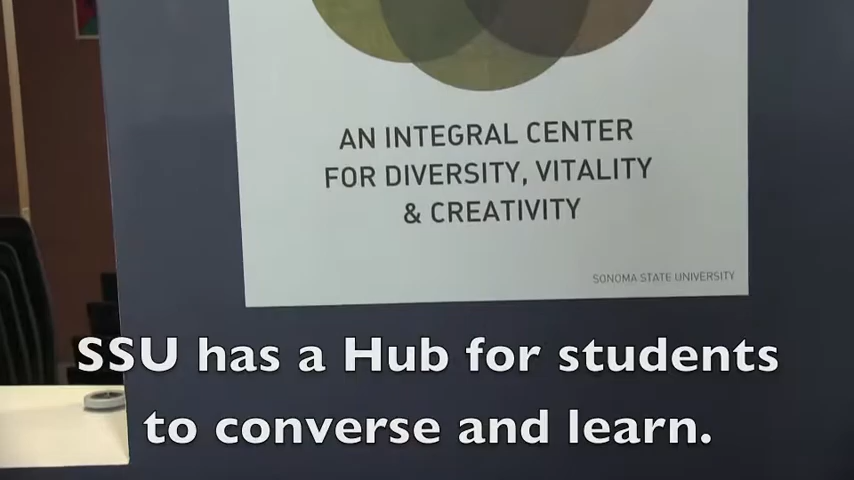 AN INTEGRAL CENTER
FOR DIVERSITY, VITALITY
& CREATIVITY
SONOMA STATE UNIVERSITY
SSU has a Hub for students
to converse and learn.